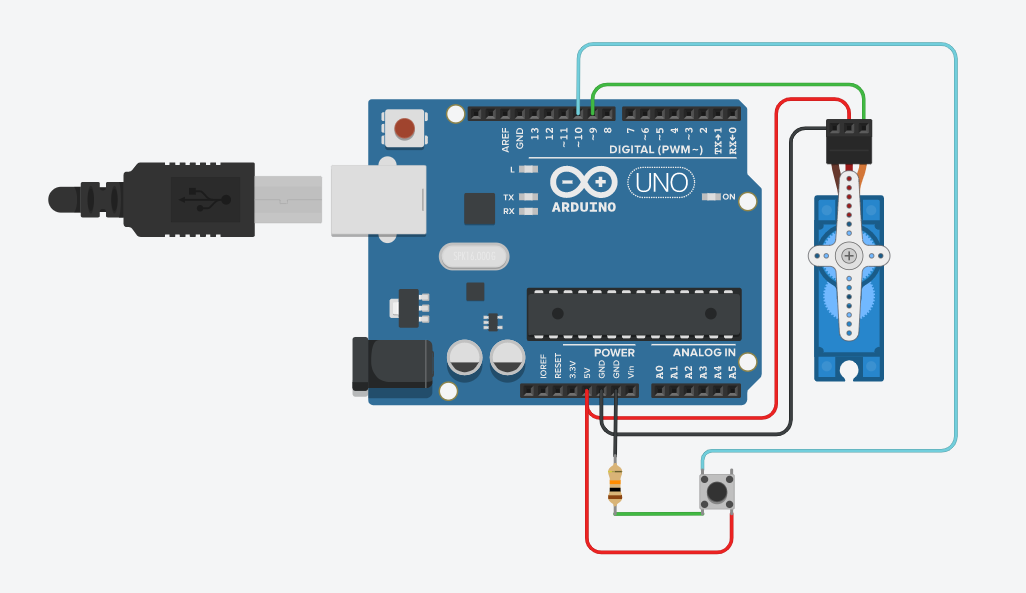 AREF
GND
13
12
~11
~10
~9
8
7
~6
~5
4
~3
2
TX→1
RX←0
DIGITAL (PWM~)
L
TX
RX
UNO
ARDUINO
ON
POWER
ANALOG IN
IOREF
RESET
3.3V
5V
GND
GND
Vin
A0
A1
A2
A3
A4
A5